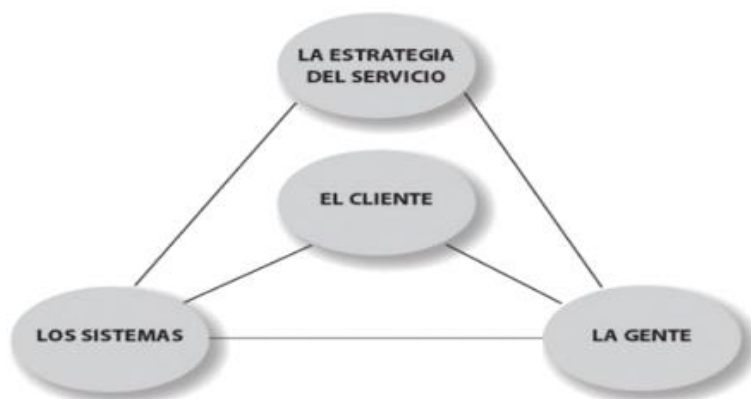 LA ESTRATEGIA
DEL SERVICIO
EL CLIENTE
LOS SISTEMAS
LA GENTE